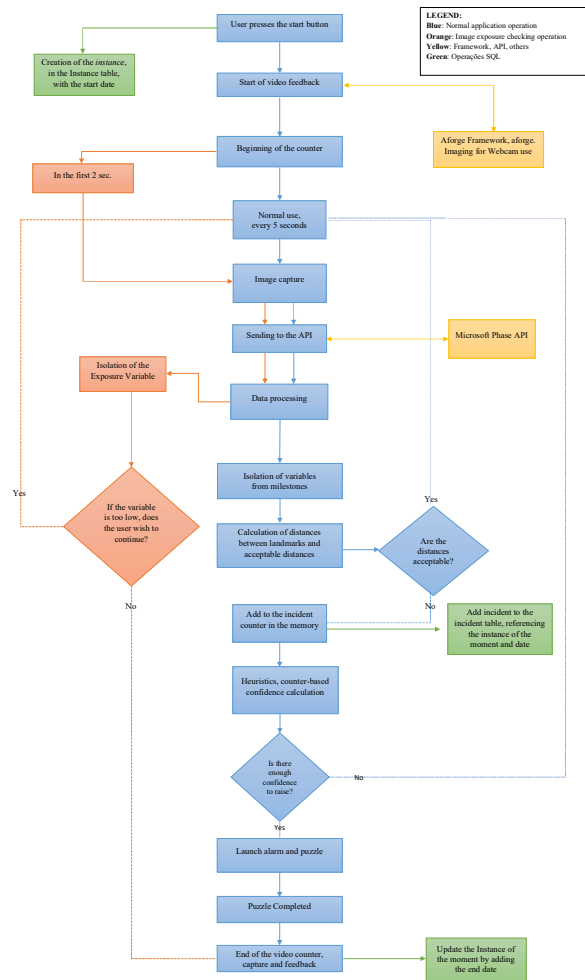 User presses the start button
LEGEND:
Blue: Normal application operation
Orange: Image exposure checking operation
Yellow: Framework, API, others
Green: Operações SQL
Creation of the instance,
in the Instance table,
with the start date
Start of video feedback
Aforge Framework, aforge.
Imaging for Webcam use
Beginning of the counter
In the first 2 sec.
Normal use,
every 5 seconds
Image capture
Sending to the API
Microsoft Phase API
Isolation of the
Exposure Variable
Data processing
Isolation of variables
from milestones
Yes
Yes
If the variable
is too low, does
the user wish to
continue?
Calculation of distances
between landmarks and
acceptable distances
Are the
distances
acceptable?
No
No
Add to the incident
counter in the memory
Add incident to the
incident table, referencing
the instance of the
moment and date
Heuristics, counter-based
confidence calculation
Is there
enough
confidence
to raise?
No
Yes
Launch alarm and puzzle
Puzzle Completed
End of the video counter,
capture and feedback
Update the Instance of
the moment by adding
the end date